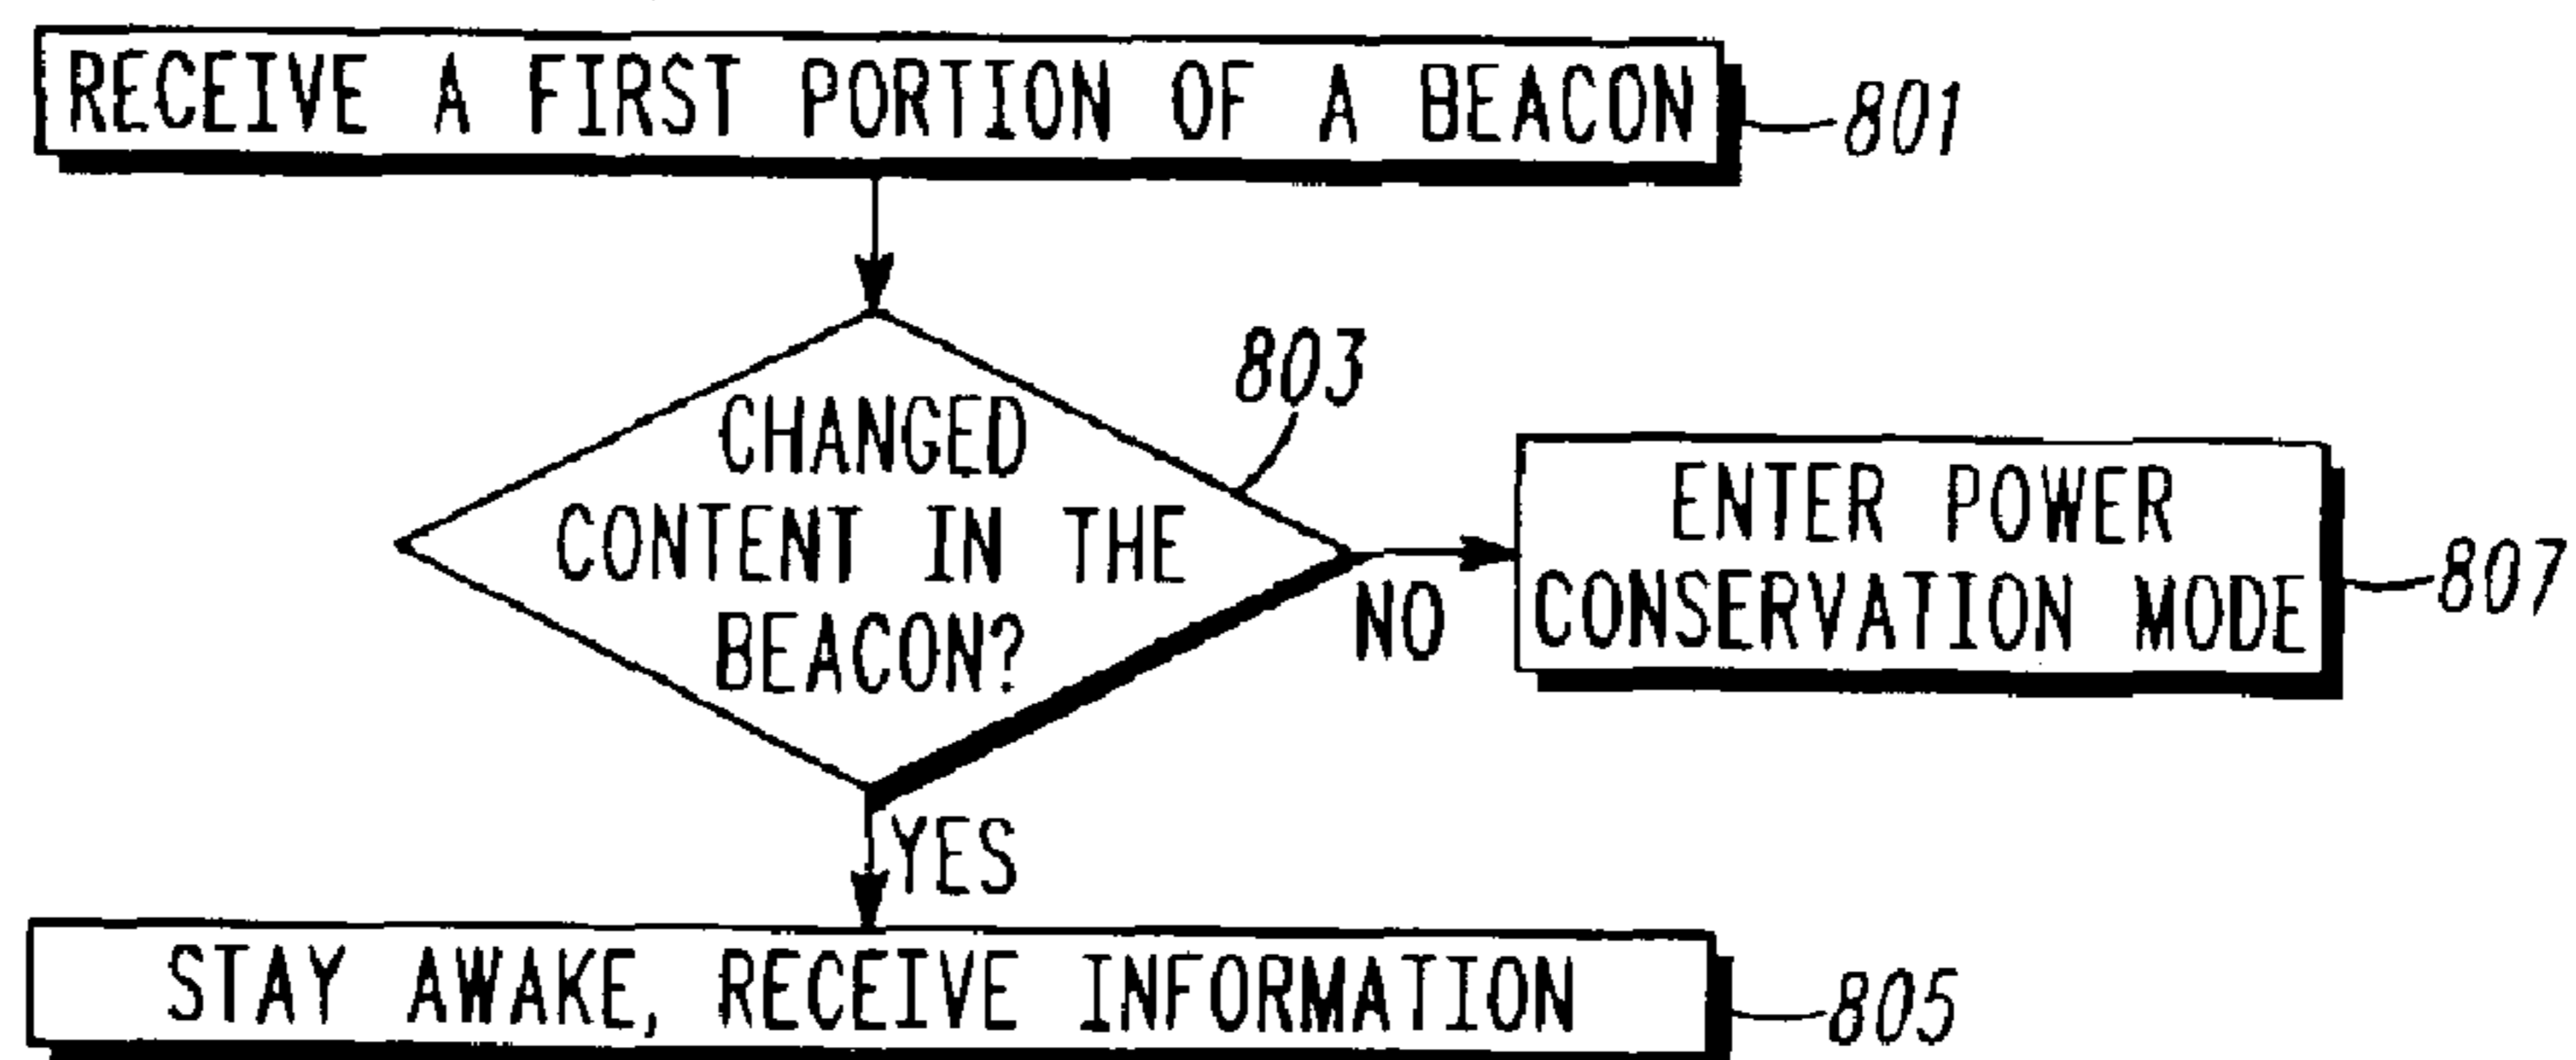 RECEIVE A FIRST PORTION OF A BEACON
801
CHANGED
CONTENT IN THE
BEACON?
803
NO
ENTER POWER
CONSERVATION MODE
807
YES
STAY AWAKE, RECEIVE INFORMATION
805